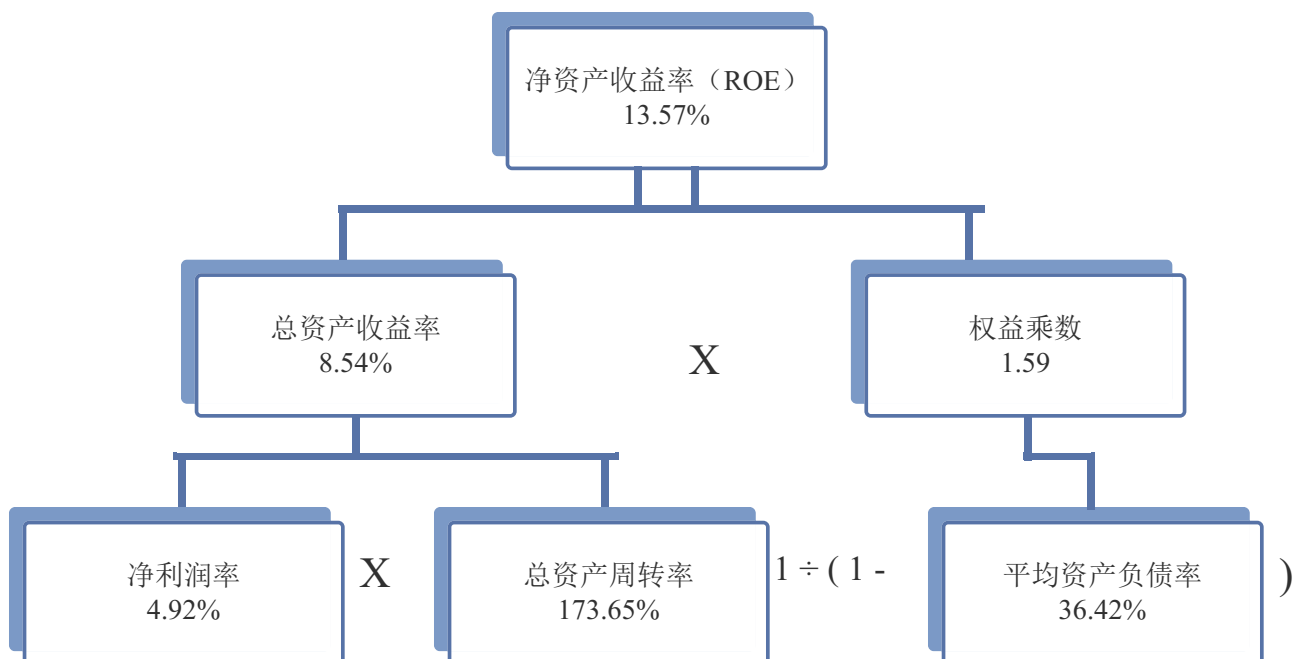 净资产收益率（ROE）
13.57%
总资产收益率
8.54%
X
权益乘数
1.59
净利润率
4.92%
X
总资产周转率
173.65%
1 ÷ ( 1 -
平均资产负债率
36.42%
)